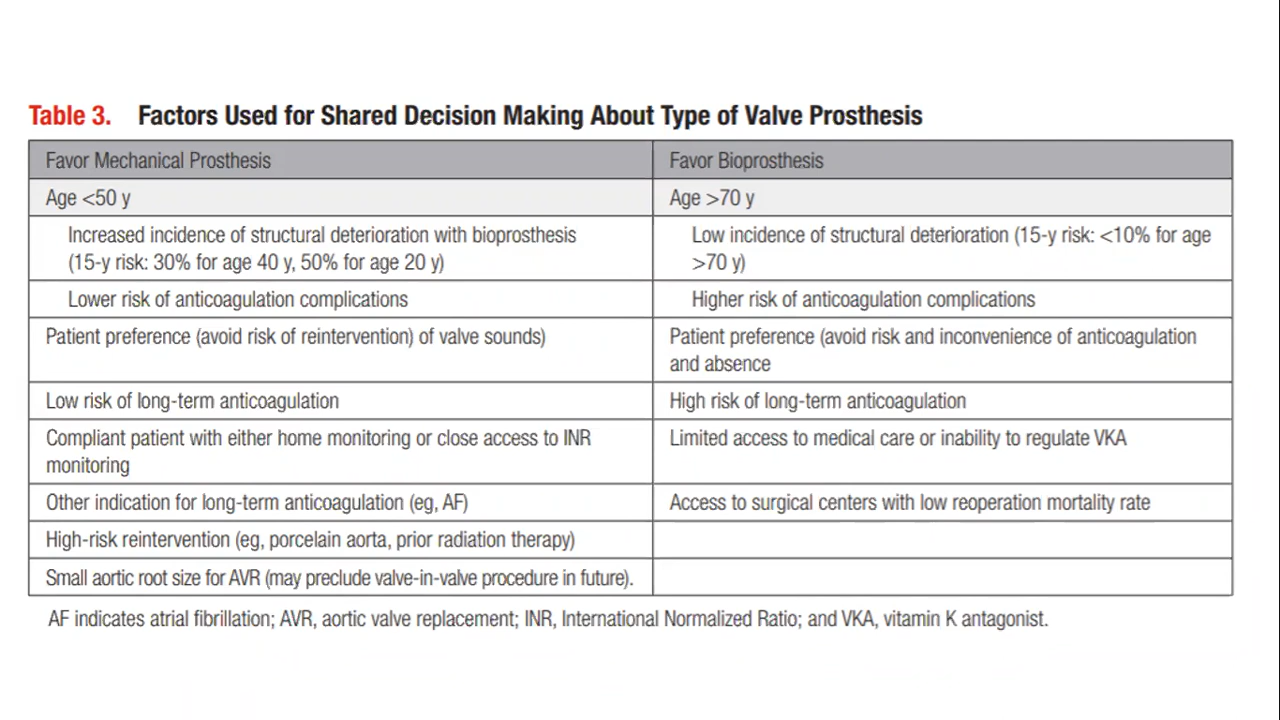 Table 3. Factors Used for Shared Decision Making About Type of Valve Prosthesis
Favor Mechanical Prosthesis
Favor Bioprosthesis
Age <50 y
Age >70 y
Increased incidence of structural deterioration with bioprosthesis
(15-y risk: 30% for age 40 y, 50% for age 20 y)
Low incidence of structural deterioration (15-y risk: <10% for age
>70 y)
Lower risk of anticoagulation complications
Higher risk of anticoagulation complications
Patient preference (avoid risk of reintervention) of valve sounds)
Patient preference (avoid risk and inconvenience of anticoagulation
and absence
Low risk of long-term anticoagulation
High risk of long-term anticoagulation
Compliant patient with either home monitoring or close access to INR
monitoring
Limited access to medical care or inability to regulate VKA
Other indication for long-term anticoagulation (eg, AF)
Access to surgical centers with low reoperation mortality rate
High-risk reintervention (eg, porcelain aorta, prior radiation therapy)
Small aortic root size for AVR (may preclude valve-in-valve procedure in future).
AF indicates atrial fibrillation; AVR, aortic valve replacement; INR, International Normalized Ratio; and VKA, vitamin K antagonist.